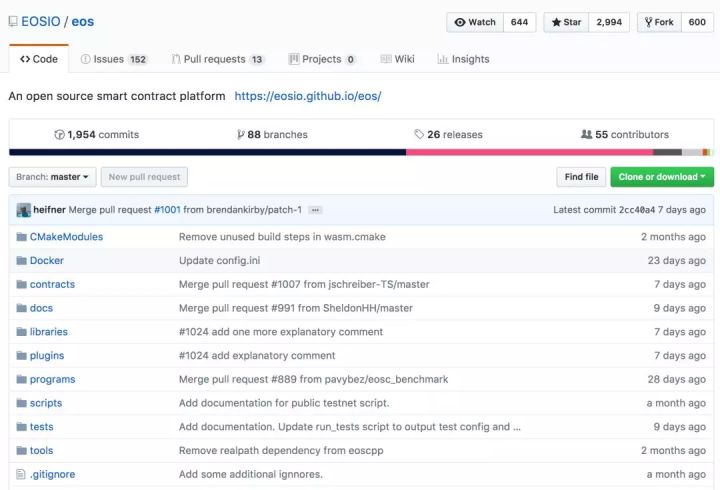 EOSIO / eos Watch 644 Star 2,994 Fork 600
Code Issues 152 Pull requests 13 Projects 0 Wiki Insights
An open source smart contract platform https://eosio.github.io/eos/
1,954 commits 88 branches 26 releases 55 contributors
Branch: master New pull request Find file Clone or download
heifner Merge pull request #1001 from brendankirby/patch-1 ... Latest commit 2cc40a4 7 days ago
CMakeModules Remove unused build steps in wasm.cmake 2 months ago
Docker Update config.ini 23 days ago
contracts Merge pull request #1007 from jschreiber-TS/master 7 days ago
docs Merge pull request #991 from SheldonHH/master 9 days ago
libraries #1024 add one more explanatory comment 7 days ago
plugins #1024 add explanatory comment 7 days ago
programs Merge pull request #889 from pavybez/eosc_benchmark 28 days ago
scripts Add documentation for public testnet script. a month ago
tests Add documentation. Update run_tests script to output test config and ... 9 days ago
tools Remove realpath dependency from eoscpp 2 months ago
.gitignore Add some additional ignnores. a month ago